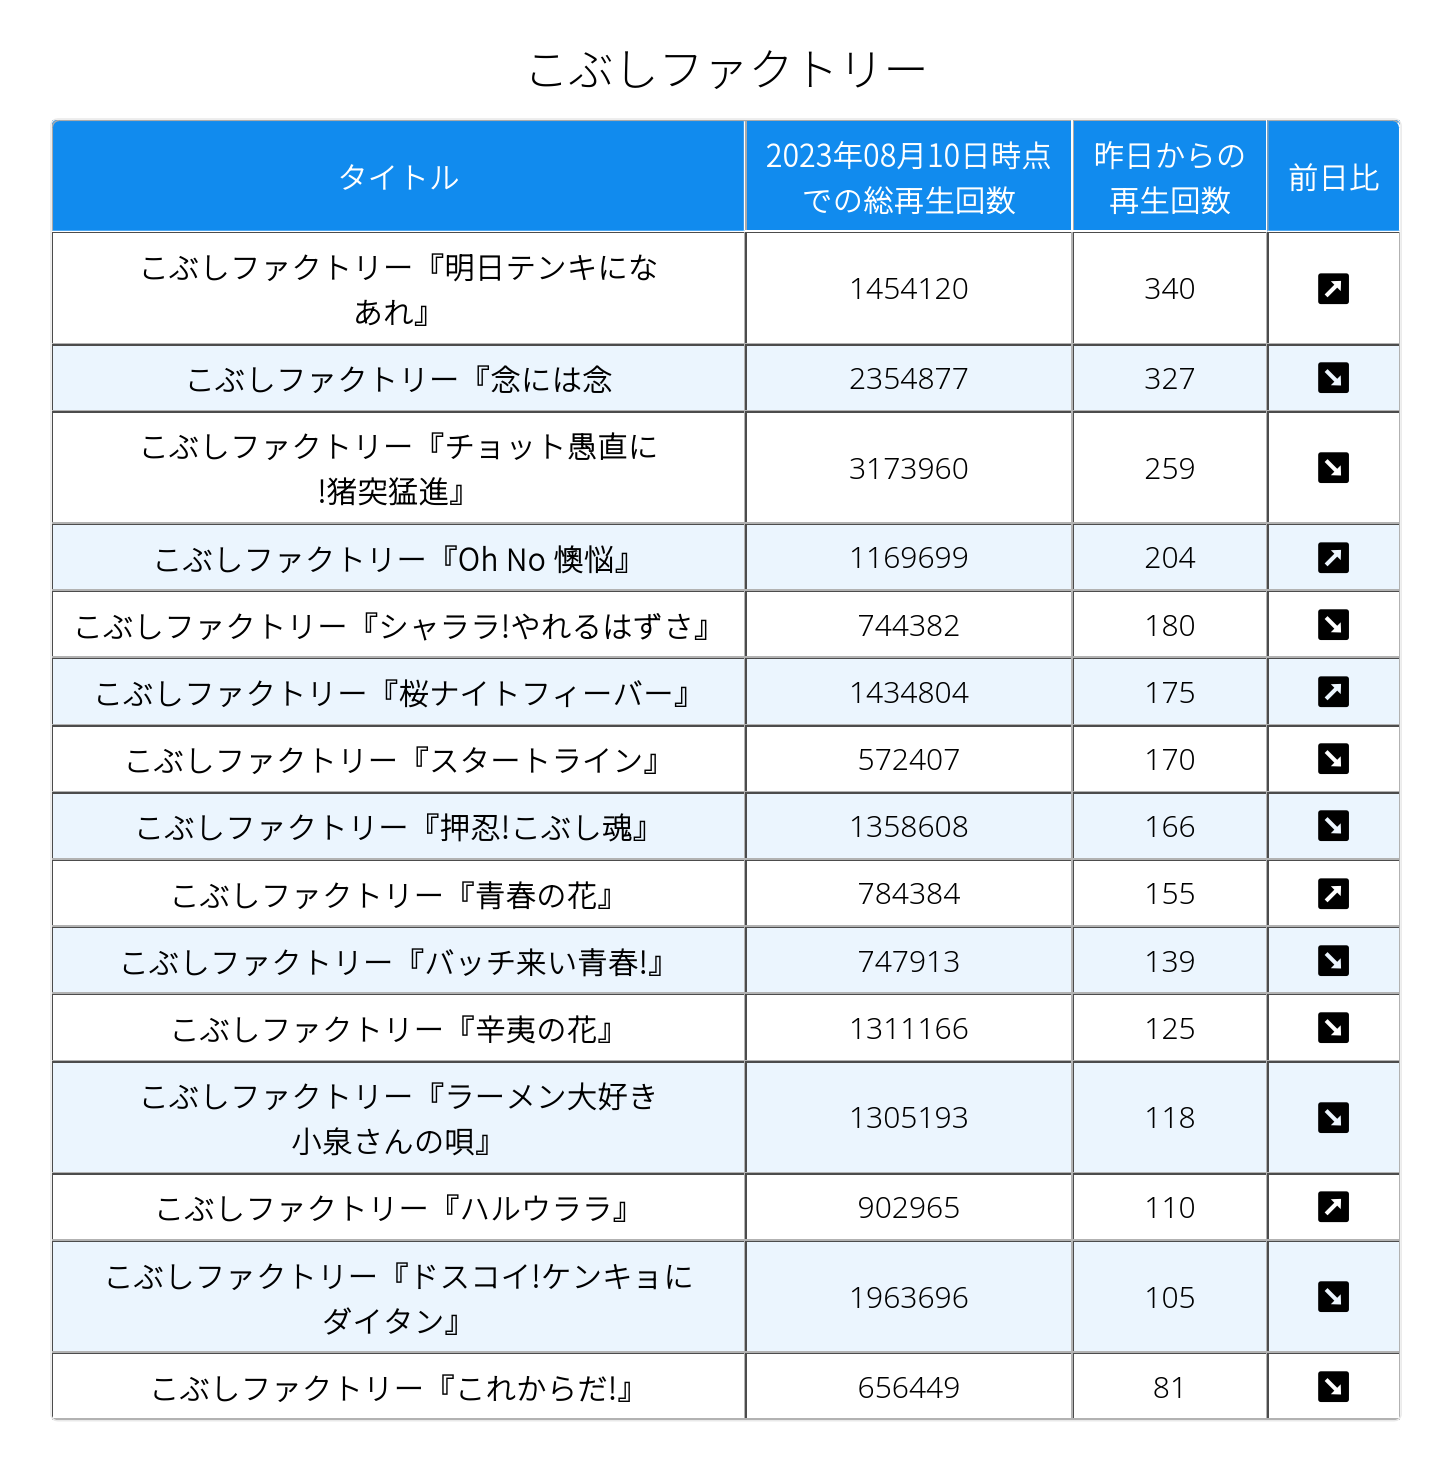 こぶしファクトリー
タイトル
2023年08月10日時点
での総再生回数
昨日からの
再生回数
前日比
こぶしファクトリー『明日テンキにな
あれ』
1454120
340
↗
こぶしファクトリー『念には念
2354877
327
↘
こぶしファクトリー『チョット愚直に
!猪突猛進』
3173960
259
↘
こぶしファクトリー『Oh No 懊悩』
1169699
204
↗
こぶしファクトリー『シャララ!やれるはずさ』
744382
180
↘
こぶしファクトリー『桜ナイトフィーバー』
1434804
175
↗
こぶしファクトリー『スタートライン』
572407
170
↘
こぶしファクトリー『押忍!こぶし魂』
1358608
166
↘
こぶしファクトリー『青春の花』
784384
155
↗
こぶしファクトリー『バッチ来い青春!』
747913
139
↘
こぶしファクトリー『辛夷の花』
1311166
125
↘
こぶしファクトリー『ラーメン大好き
小泉さんの唄』
1305193
118
↘
こぶしファクトリー『ハルウララ』
902965
110
↗
こぶしファクトリー『ドスコイ!ケンキョに
ダイタン』
1963696
105
↘
こぶしファクトリー『これからだ!』
656449
81
↘